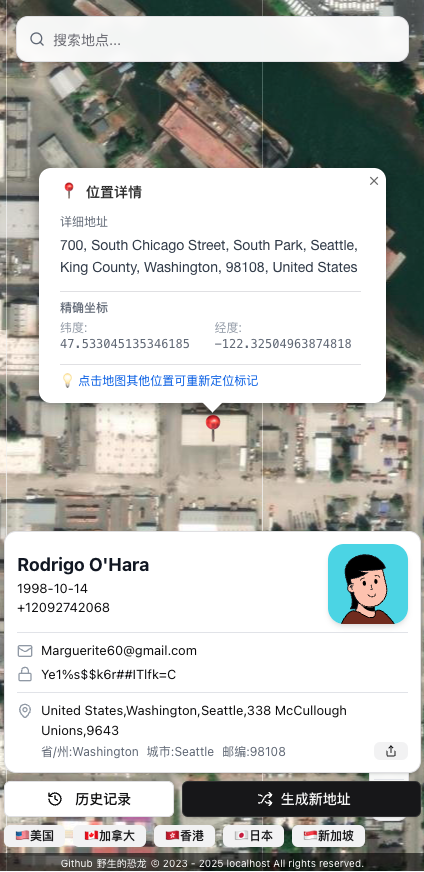 搜索地点...
位置详情
详细地址
700, South Chicago Street, South Park, Seattle,
King County, Washington, 98108, United States
精确坐标
纬度: 经度:
47.533045135346185 -122.32504963874818
点击地图其他位置可重新定位标记
Rodrigo O'Hara
1998-10-14
+12092742068
Marguerite60@gmail.com
Ye1%s$$k6r##ITlfk=C
United States,Washington,Seattle,338 McCullough
Unions,9643
省/州:Washington 城市:Seattle 邮编:98108
历史记录 生成新地址
🇺🇸美国 🇨🇦加拿大 🇭🇰香港 🇯🇵日本 🇸🇬新加坡
Github 野生的恐龙 © 2023 - 2025 localhost All rights reserved.